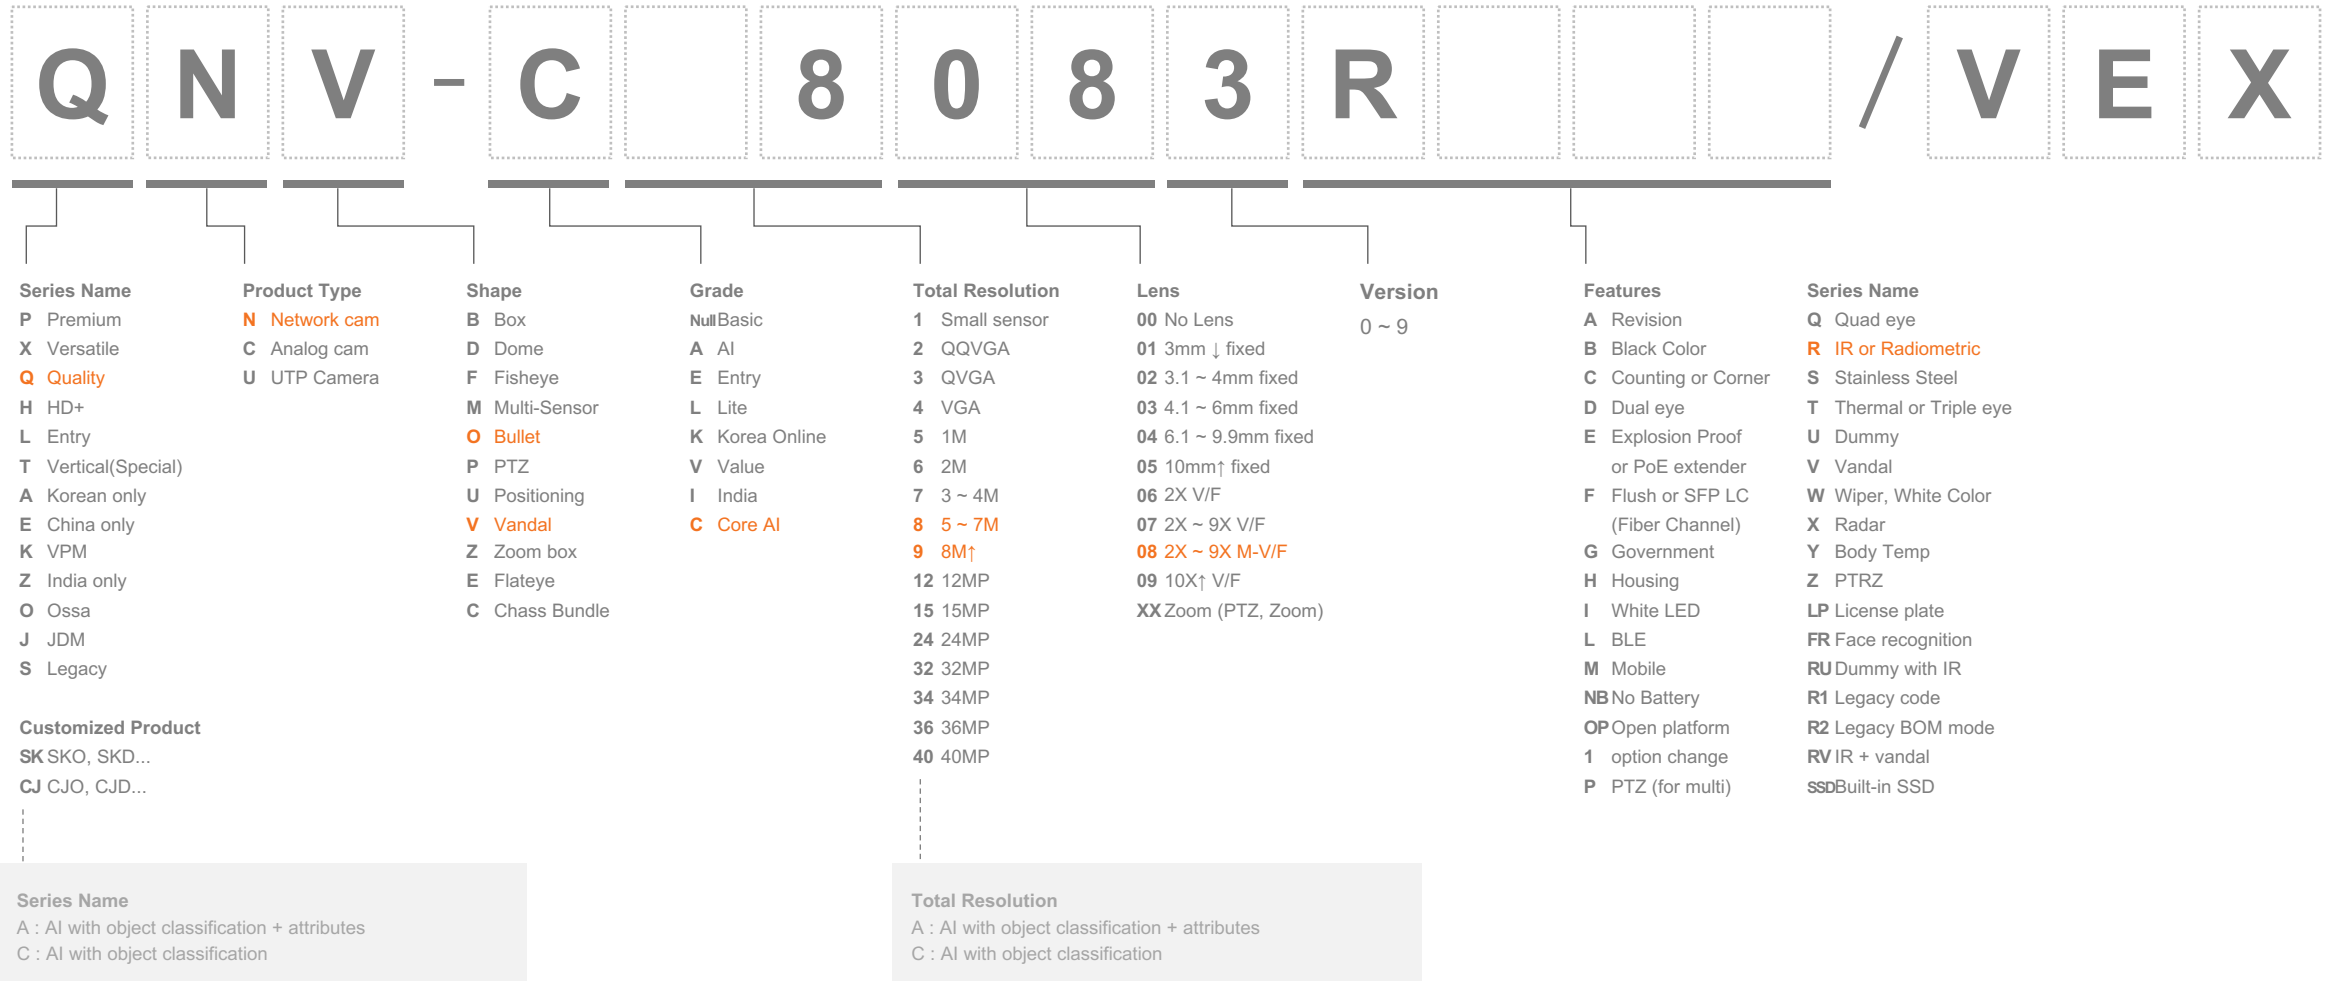 QNV-C 8083R / VEX
Series Name
P Premium
X Versatile
Q Quality
H HD+
L Entry
T Vertical(Special)
A Korean only
E China only
K VPM
Z India only
O Ossa
J JDM
S Legacy
Customized Product
SK SKO, SKD...
CJ CJO, CJD...
Product Type
N Network cam
C Analog cam
U UTP Camera
Shape
B Box
D Dome
F Fisheye
M Multi-Sensor
O Bullet
P PTZ
U Positioning
V Vandal
Z Zoom box
E Flateye
C Chass Bundle
Grade
Null Basic
A AI
E Entry
L Lite
K Korea Online
V Value
I India
C Core AI
Total Resolution
1 Small sensor
2 QQVGA
3 QVGA
4 VGA
5 1M
6 2M
7 3 ~ 4M
8 5 ~ 7M
9 8M↑
12 12MP
15 15MP
24 24MP
32 32MP
34 34MP
36 36MP
40 40MP
Lens
00 No Lens
01 3mm ↓ fixed
02 3.1 ~ 4mm fixed
03 4.1 ~ 6mm fixed
04 6.1 ~ 9.9mm fixed
05 10mm↑ fixed
06 2X V/F
07 2X ~ 9X V/F
08 2X ~ 9X M-V/F
09 10X↑ V/F
XX Zoom (PTZ, Zoom)
Version
0 ~ 9
Features
A Revision
B Black Color
C Counting or Corner
D Dual eye
E Explosion Proof
or PoE extender
F Flush or SFP LC
(Fiber Channel)
G Government
H Housing
I White LED
L BLE
M Mobile
NB No Battery
OP Open platform
1 option change
P PTZ (for multi)
Series Name
Q Quad eye
R IR or Radiometric
S Stainless Steel
T Thermal or Triple eye
U Dummy
V Vandal
W Wiper, White Color
X Radar
Y Body Temp
Z PTRZ
LP License plate
FR Face recognition
RU Dummy with IR
R1 Legacy code
R2 Legacy BOM mode
RV IR + vandal
SSD Built-in SSD
Series Name
A : AI with object classification + attributes
C : AI with object classification
Total Resolution
A : AI with object classification + attributes
C : AI with object classification